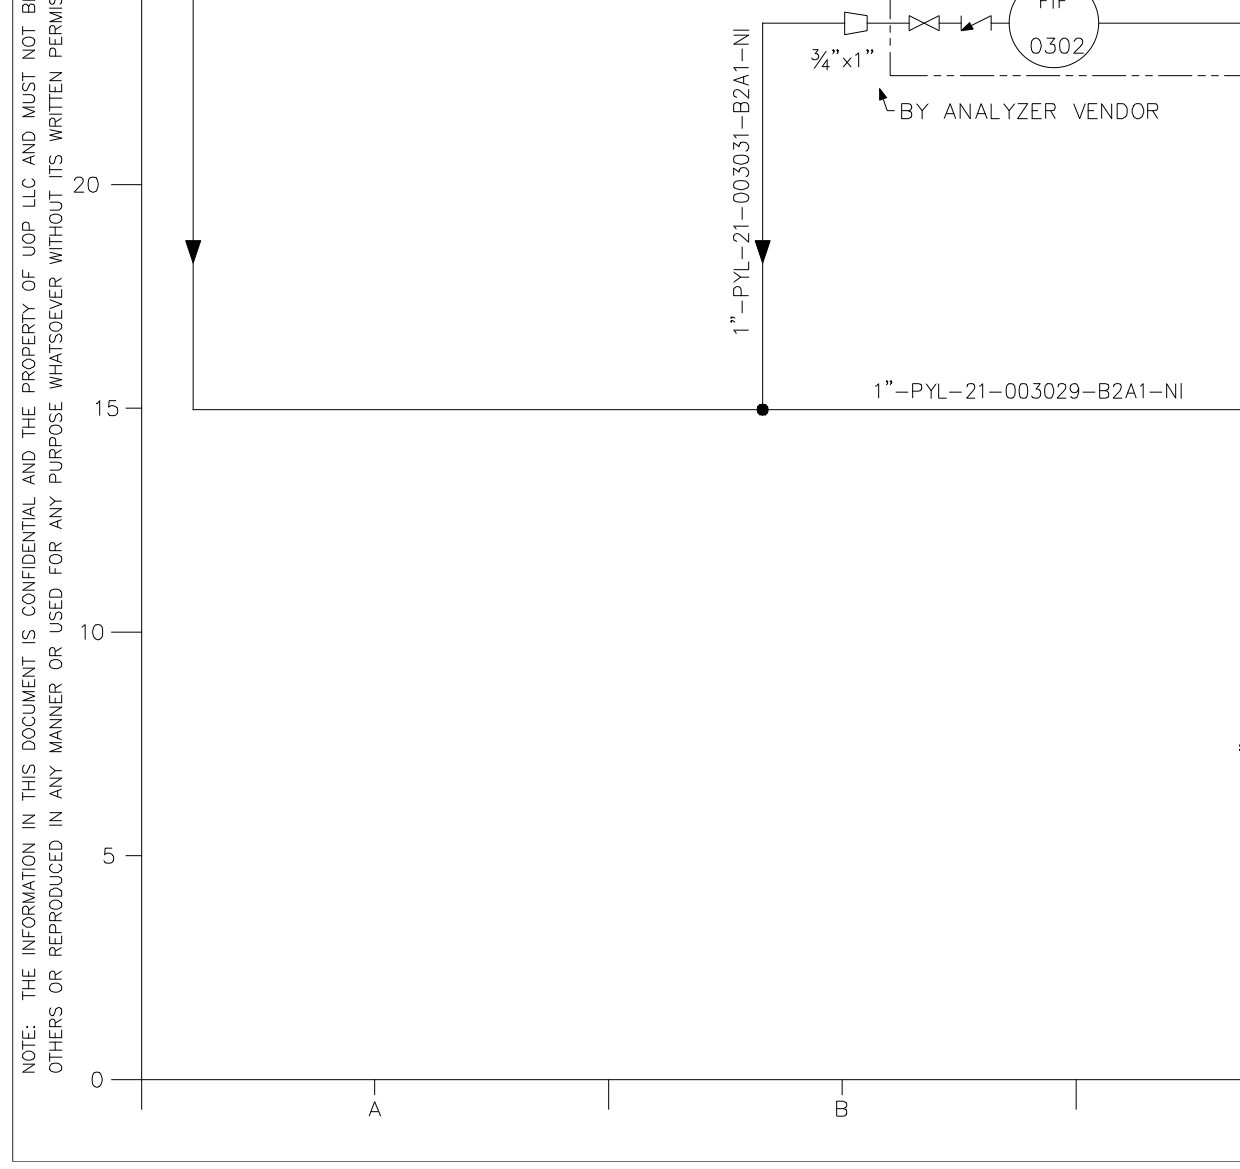 NOTE: THE INFORMATION IN THIS DOCUMENT IS CONFIDENTIAL AND THE PROPERTY OF UOP LLC AND MUST NOT
OTHERS OR REPRODUCED IN ANY MANNER OR USED FOR ANY PURPOSE WHATSOEVER WITHOUT ITS WRITTEN
0302
¾"x1"
BY ANALYZER VENDOR
1"-PYL-21-003031-B2A1-NI
1"-PYL-21-003029-B2A1-NI
20
15
10
5
0
A
B